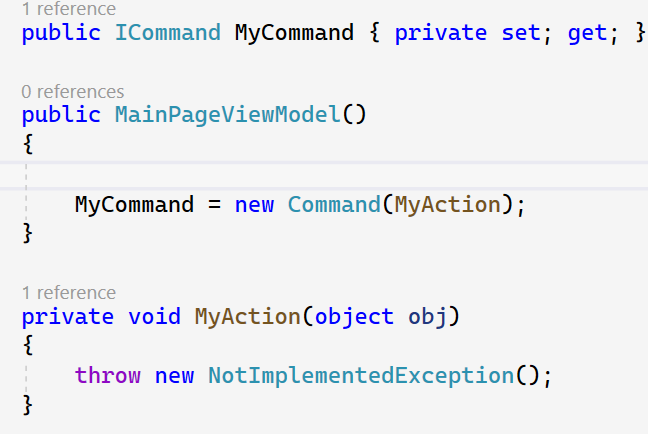 1 reference
public ICommand MyCommand { private set; get; }
0 references
public MainPageViewModel()
{
MyCommand = new Command(MyAction);
}
1 reference
private void MyAction(object obj)
{
throw new NotImplementedException();
}